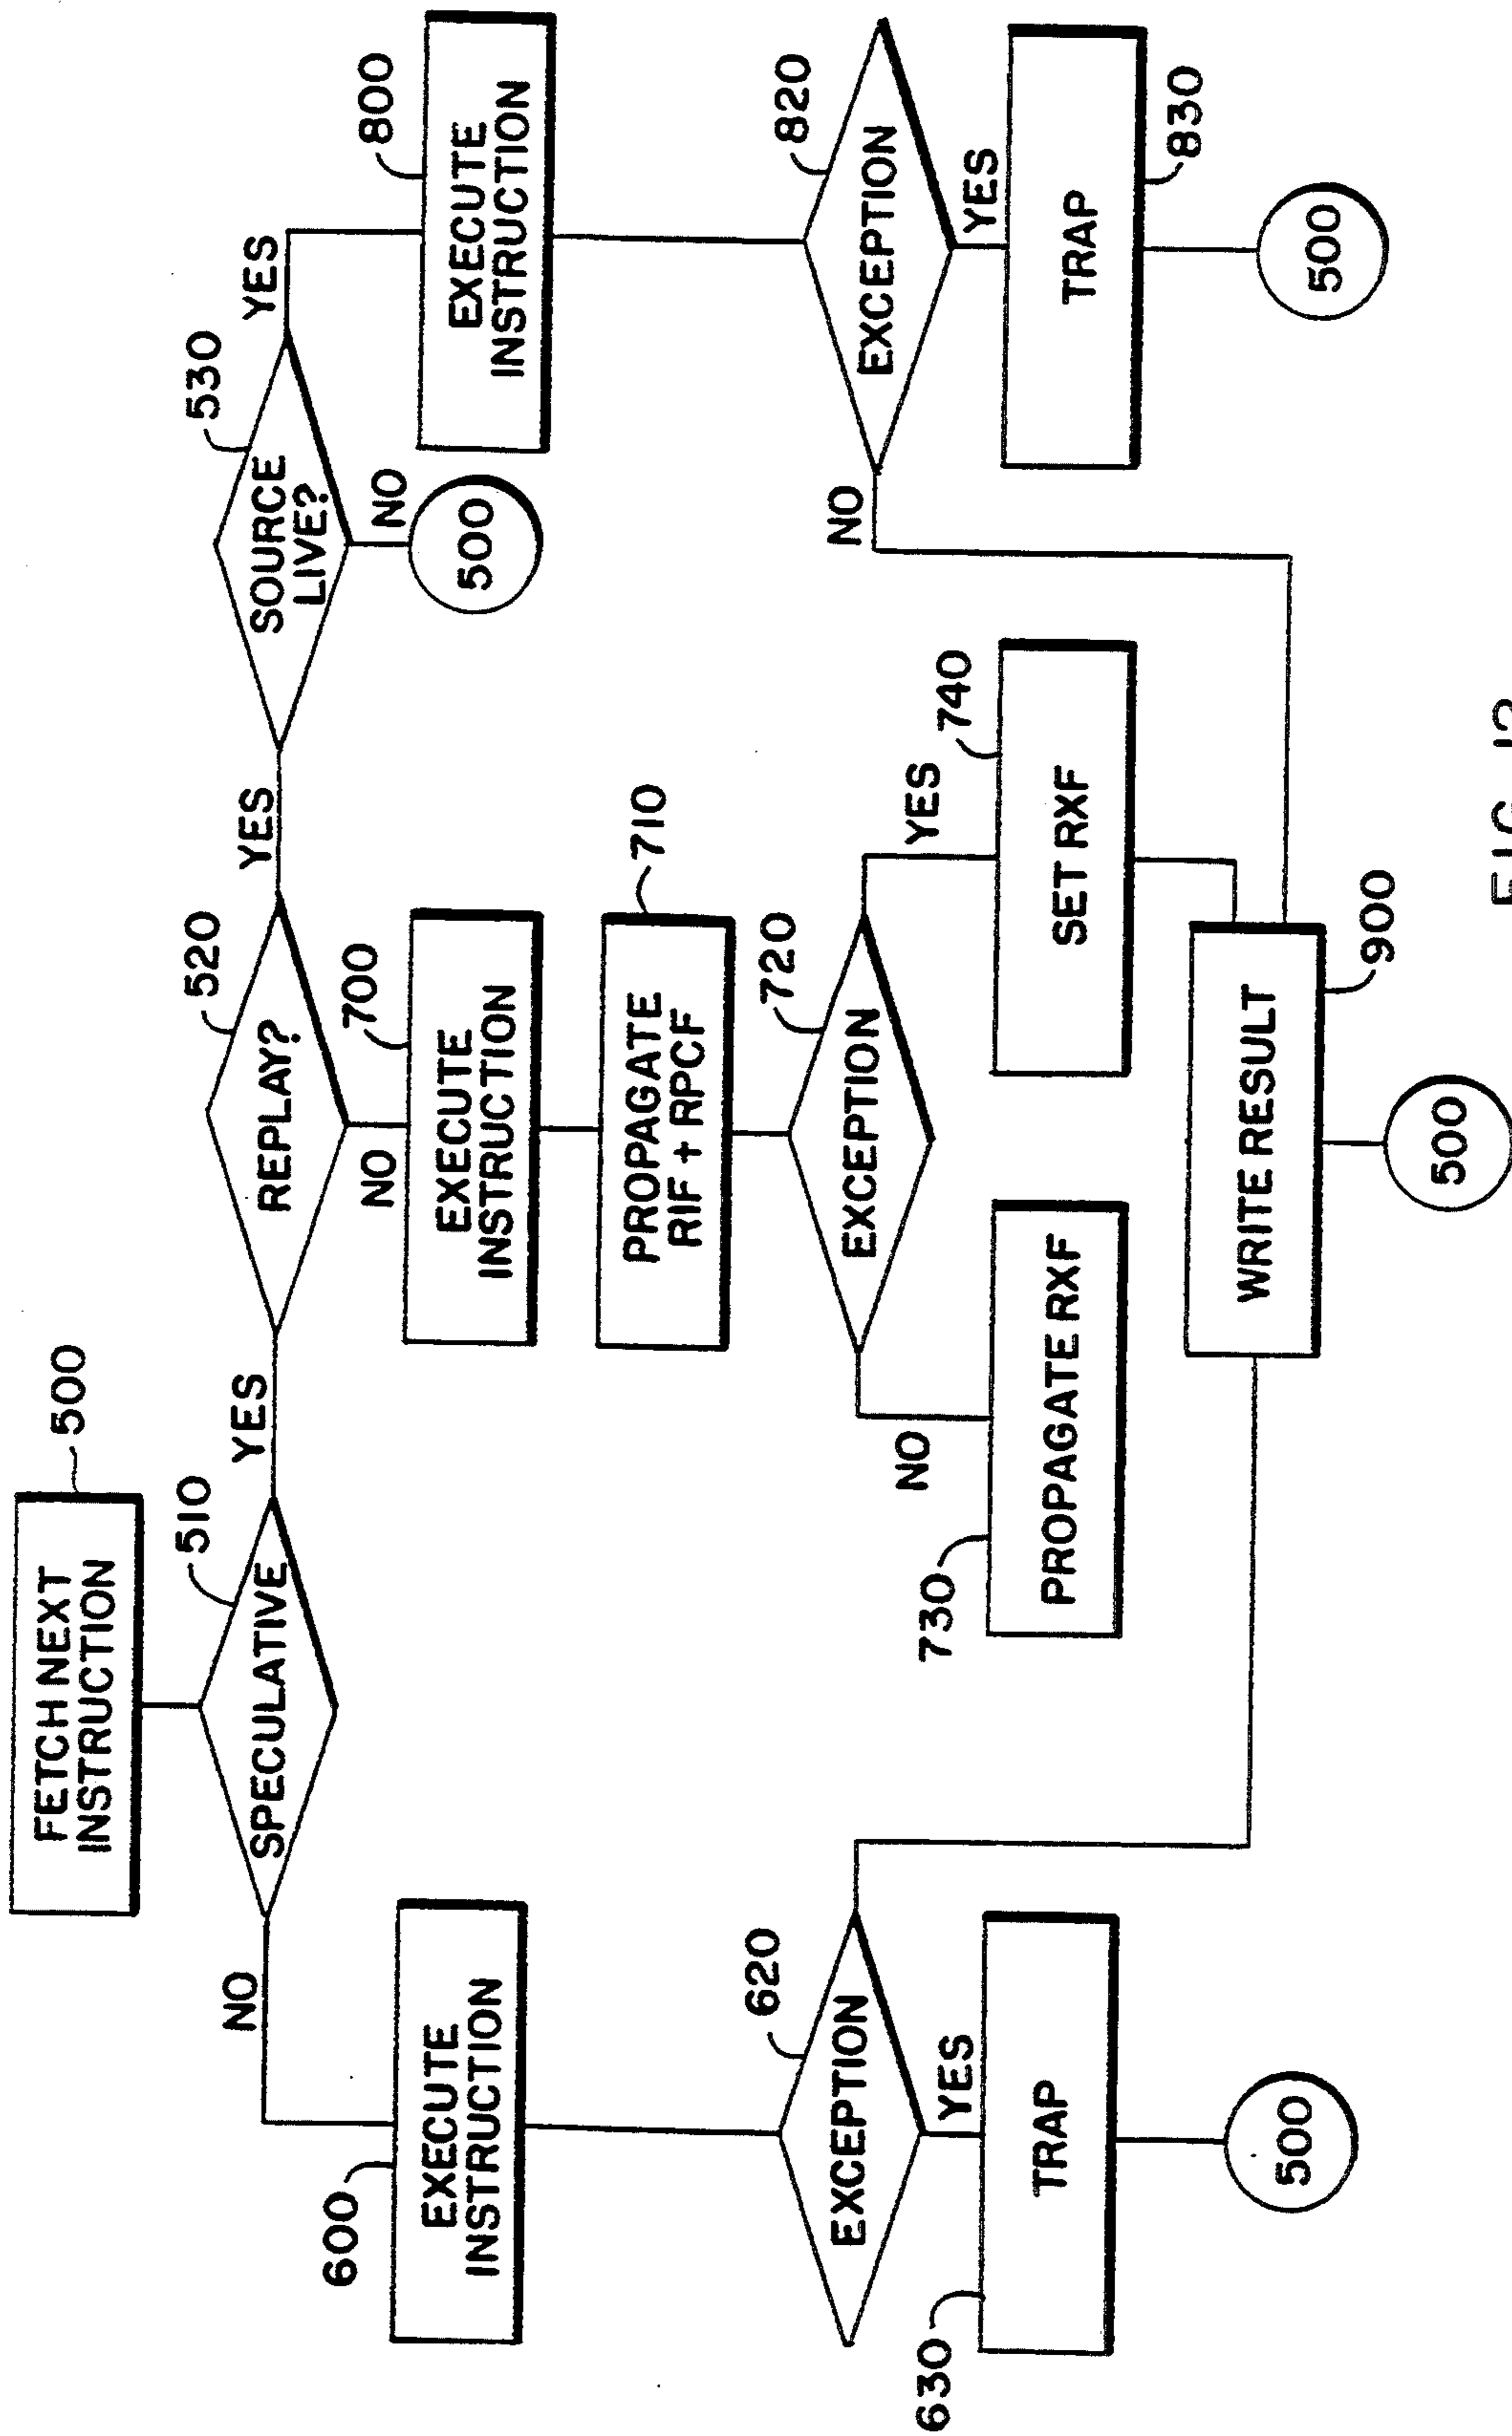 FETCH NEXT
INSTRUCTION
500
SPECULATIVE
510
NO
YES
REPLAY?
520
YES
NO
SOURCE
LIVE?
530
YES
NO
500
600
EXECUTE
INSTRUCTION
700
EXECUTE
INSTRUCTION
800
EXECUTE
INSTRUCTION
PROPAGATE
RIF + RPCF
710
EXCEPTION
620
YES
EXCEPTION
720
NO
YES
EXCEPTION
820
NO
YES
630
TRAP
730
PROPAGATE RXF
SET RXF
740
TRAP
830
500
WRITE RESULT
900
500
500